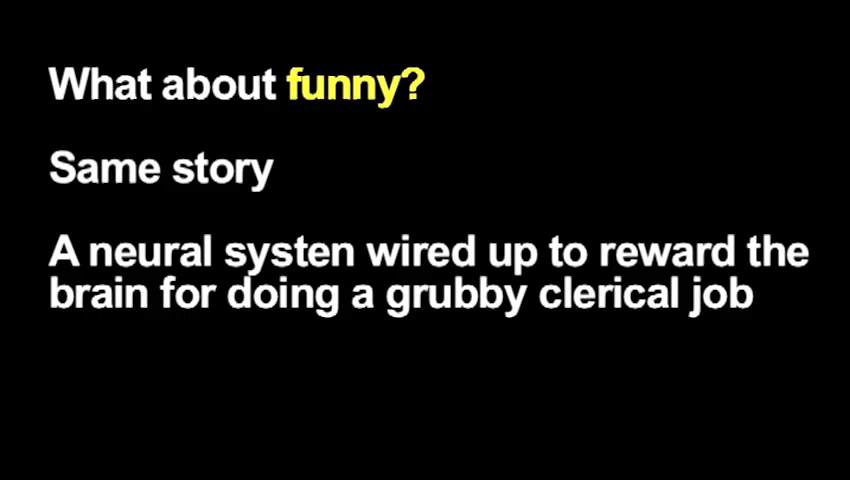 What about funny?
Same story
A neural systen wired up to reward the
brain for doing a grubby clerical job